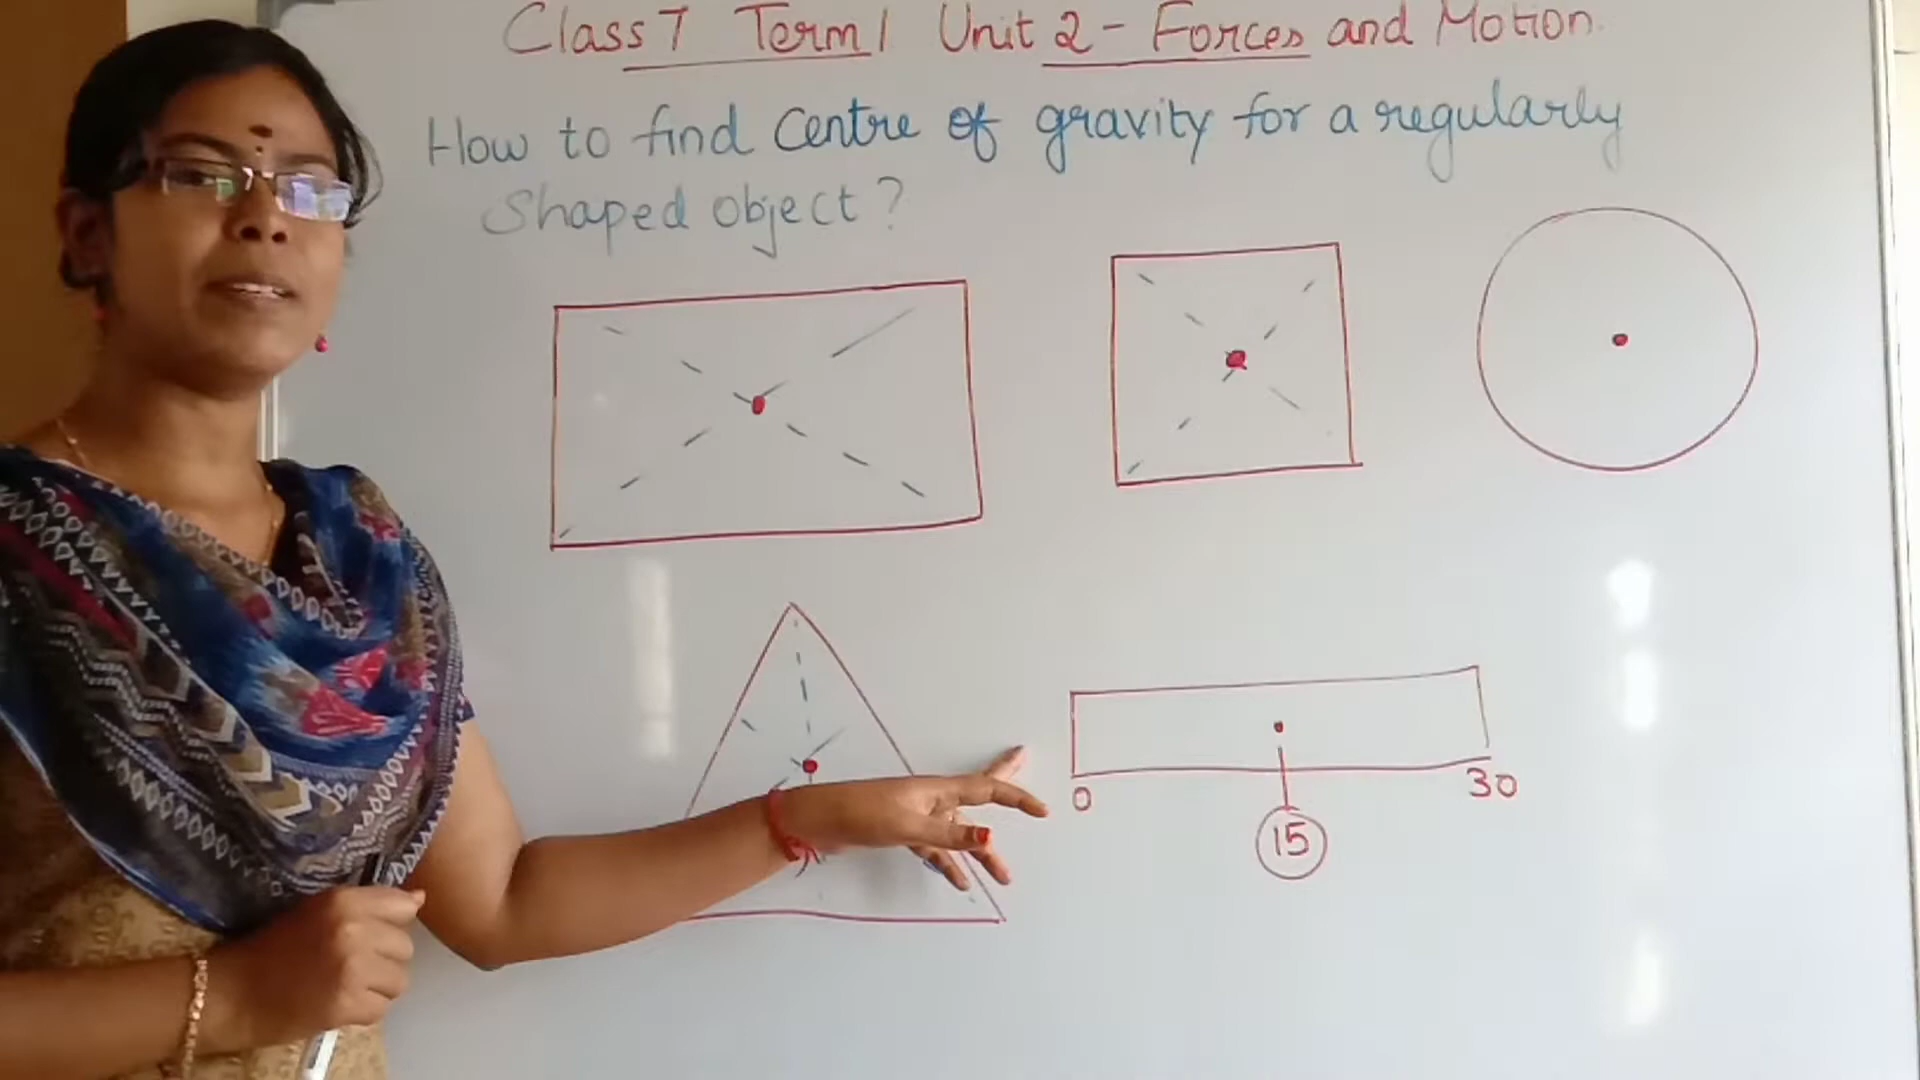 Class 7 Term 1 Unit 2 - Forces and Motion.
How to find Centre of gravity for a regularly
Shaped object?
0
30
15